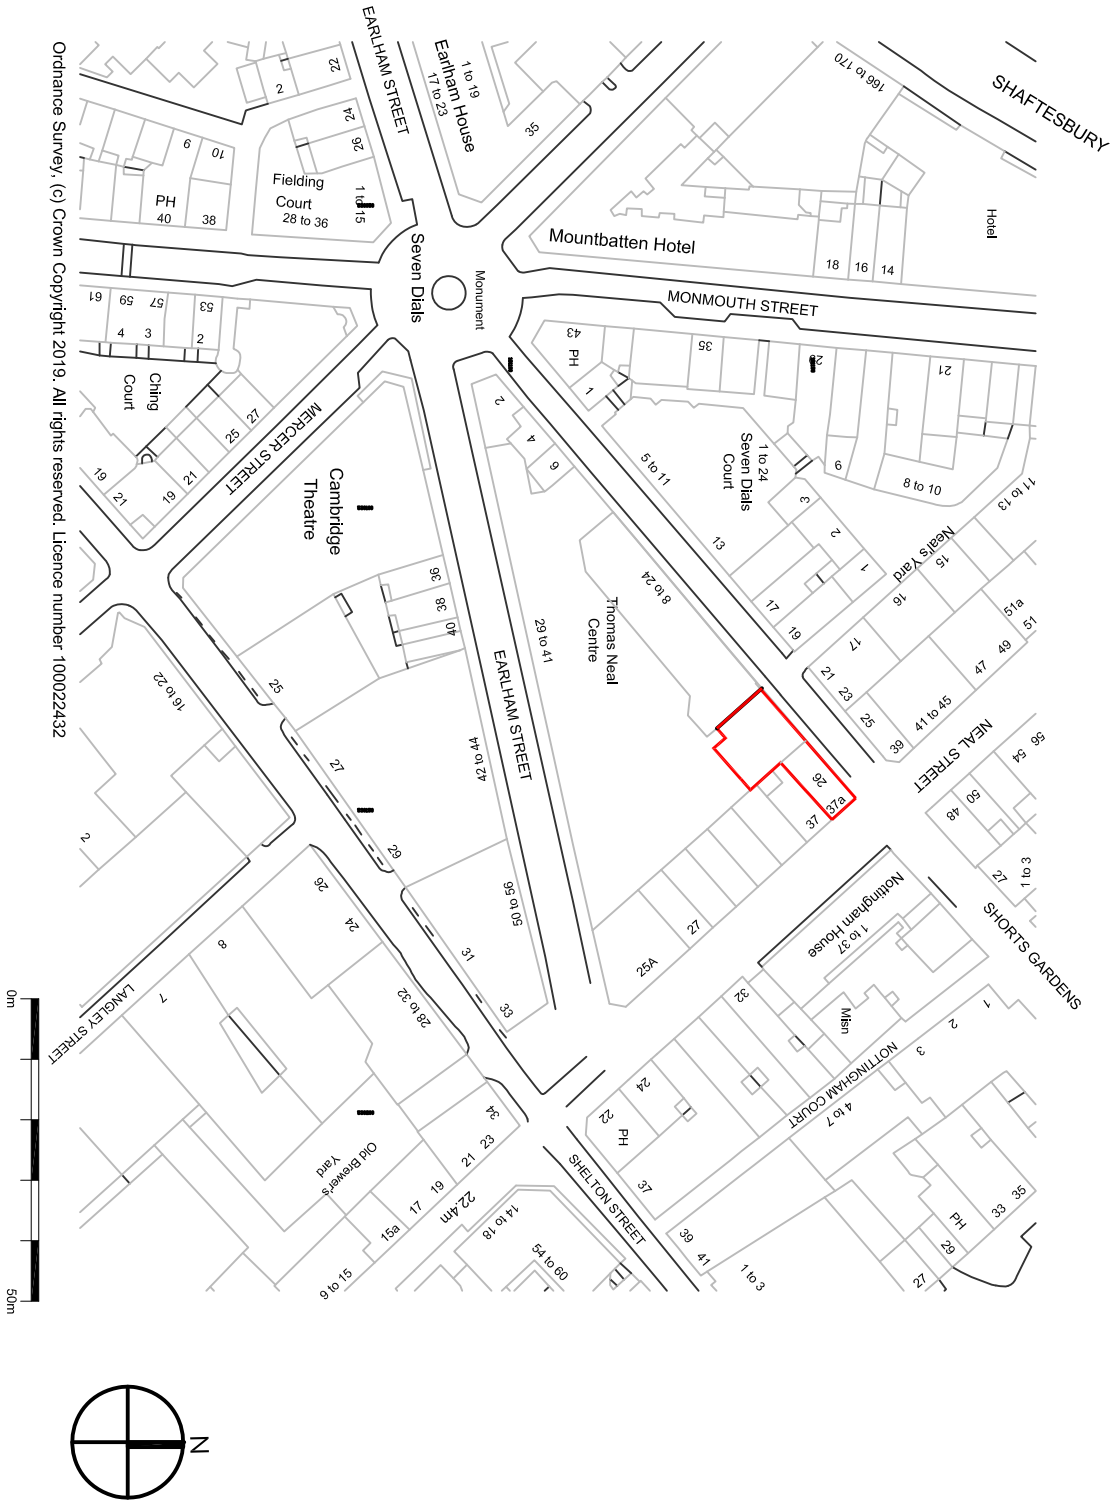 SHAFTESBURY
166 to 170
Hotel
EARLHAM STREET
1 to 19
Earlham House
17 to 23
35
22
2
24
26
9
10
Fielding
Court
28 to 36
1 to 15
PH
40
38
Mountbatten Hotel
18
16
14
Seven Dials
Monument
MONMOUTH STREET
61
59
57
53
4
3
2
Ching
Court
43
PH
1
35
29
21
MERCER STREET
27
25
21
19
19
21
Cambridge
Theatre
2
4
6
5 to 11
1 to 24
Seven Dials
Court
6
8 to 10
11 to 13
3
2
1
Neal's Yard
15
16
17
13
17
19
51a
51
49
47
41 to 45
39
21
23
25
36
38
40
29 to 41
8 to 24
Thomas Neal
Centre
EARLHAM STREET
16 to 22
25
27
29
42 to 44
26
37a
37
NEAL STREET
56
54
50
48
27
1 to 3
SHORTS GARDENS
Nottingham House
1 to 37
Misn
27
25A
50 to 56
31
33
2
8
7
26
24
28 to 32
LANGLEY STREET
32
24
22
PH
NOTTINGHAM COURT
1
2
3
4 to 7
34
23
21
19
17
15a
22.4m
9 to 15
Old Brewer's
Yard
14 to 18
54 to 60
SHELTON STREET
37
39
41
1 to 3
PH
35
33
29
27
Ordnance Survey, (c) Crown Copyright 2019. All rights reserved. Licence number 100022432
0m
50m
N